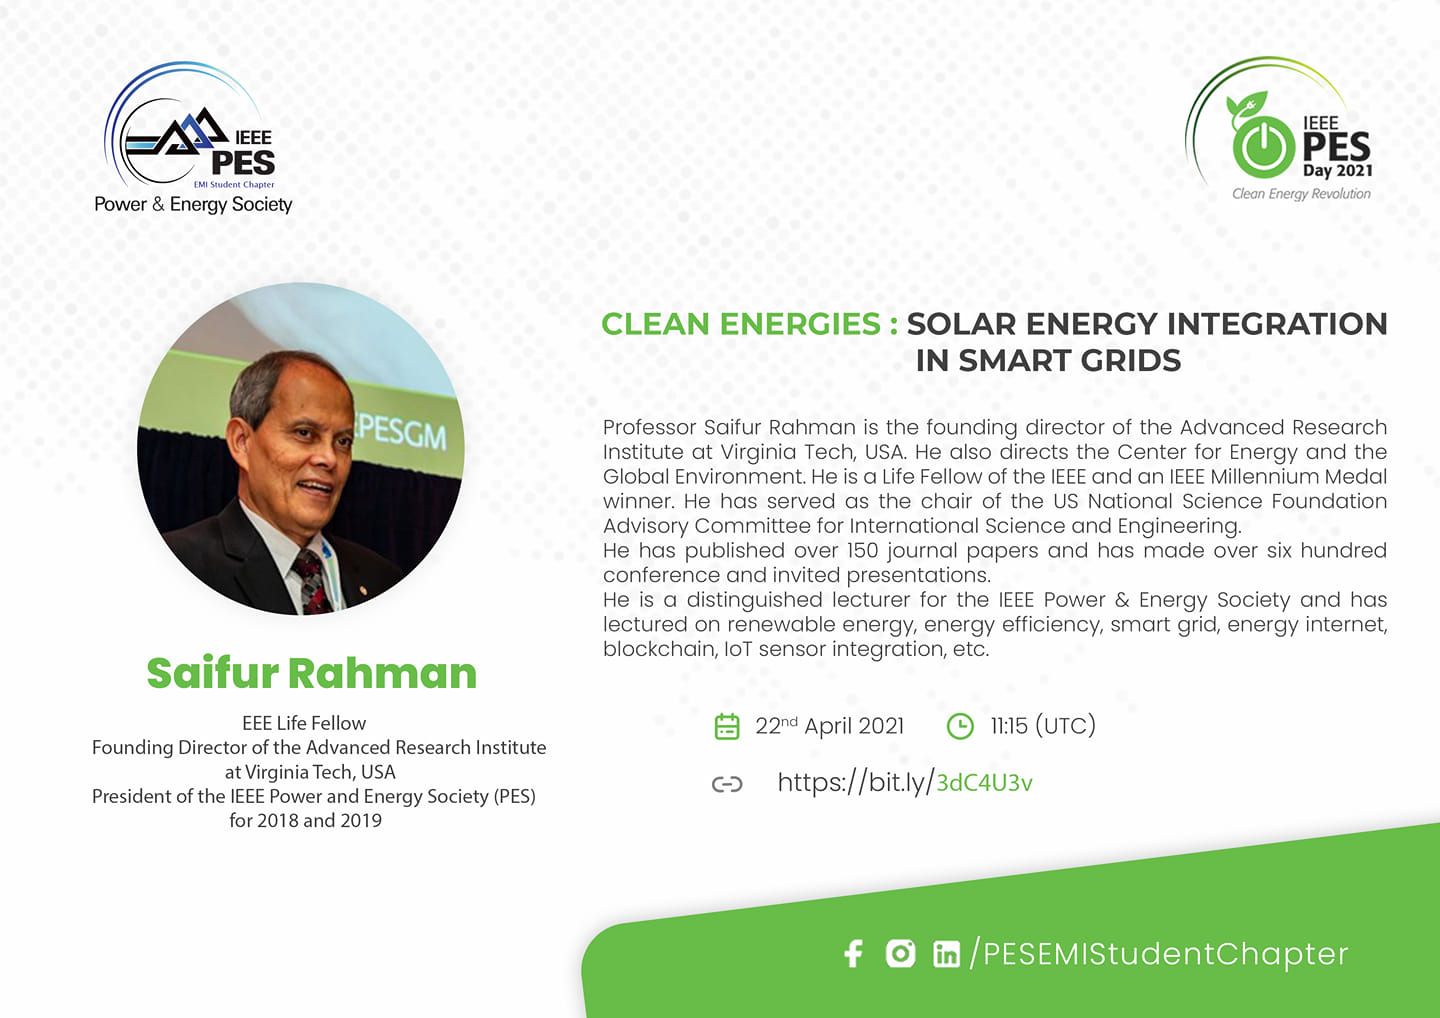 IEEE
PES
EMI Student Chapter
Power & Energy Society
IEEE
PES
Day 2021
Clean Energy Revolution
EPESGM
CLEAN ENERGIES : SOLAR ENERGY INTEGRATION
IN SMART GRIDS
Professor Saifur Rahman is the founding director of the Advanced Research
Institute at Virginia Tech, USA. He also directs the Center for Energy and the
Global Environment. He is a Life Fellow of the IEEE and an IEEE Millennium Medal
winner. He has served as the chair of the US National Science Foundation
Advisory Committee for International Science and Engineering.
He has published over 150 journal papers and has made over six hundred
conference and invited presentations.
He is a distinguished lecturer for the IEEE Power & Energy Society and has
lectured on renewable energy, energy efficiency, smart grid, energy internet,
blockchain, IoT sensor integration, etc.
Saifur Rahman
EEE Life Fellow
Founding Director of the Advanced Research Institute
at Virginia Tech, USA
President of the IEEE Power and Energy Society (PES)
for 2018 and 2019
22nd April 2021
11:15 (UTC)
https://bit.ly/3dC4U3v
/PESEMIStudentChapter